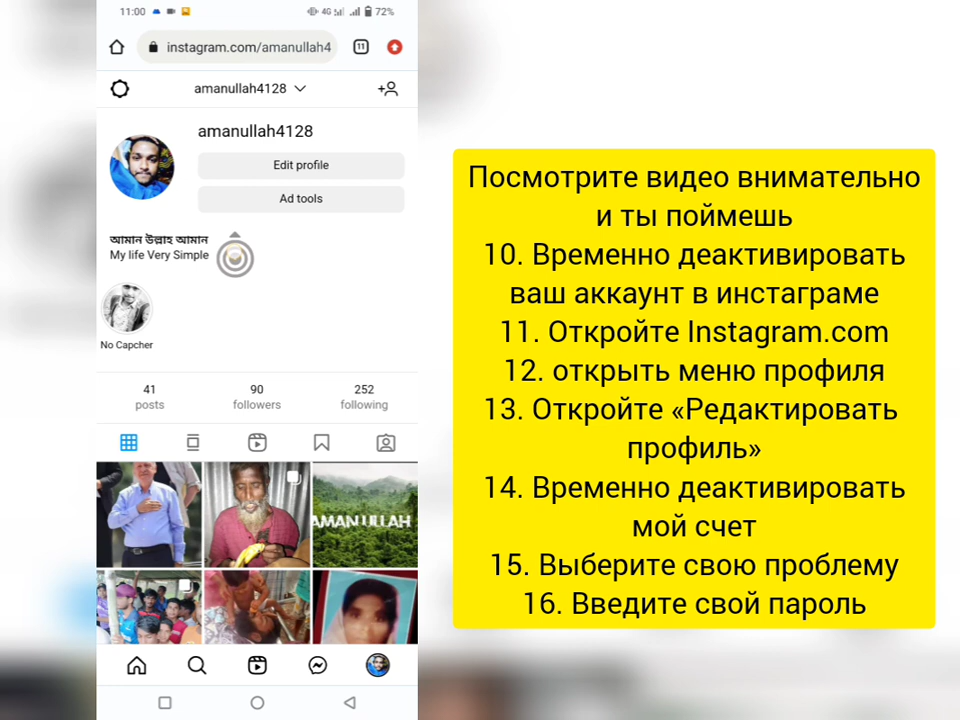 11:00
4G
72%
instagram.com/amanullah4
11
amanullah4128
amanullah4128
Edit profile
Ad tools
আমান উল্লাহ আমান
My life Very Simple
No Capcher
41 90 252
posts followers following
AMAN ULLAH
Посмотрите видео внимательно
и ты поймешь
10. Временно деактивировать
ваш аккаунт в инстаграме
11. Откройте Instagram.com
12. открыть меню профиля
13. Откройте «Редактировать
профиль»
14. Временно деактивировать
мой счет
15. Выберите свою проблему
16. Введите свой пароль